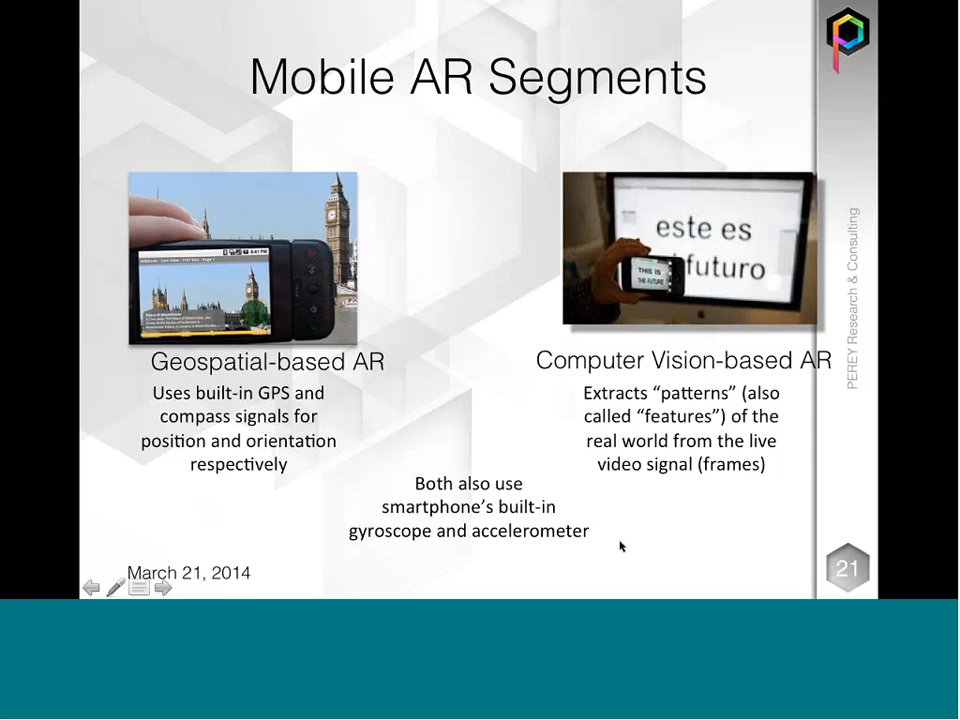 Mobile AR Segments
este es
futuro
THIS IS
THE FUTURE
Geospatial-based AR
Uses built-in GPS and
compass signals for
position and orientation
respectively
Computer Vision-based AR
Extracts “patterns” (also
called “features”) of the
real world from the live
video signal (frames)
Both also use
smartphone’s built-in
gyroscope and accelerometer
PEREY Research & Consulting
March 21, 2014
21